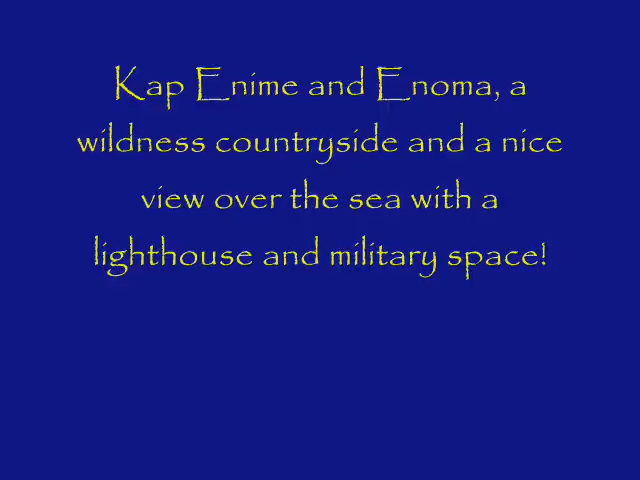 Kap Enime and Enoma, a
wildness countryside and a nice
view over the sea with a
lighthouse and military space!